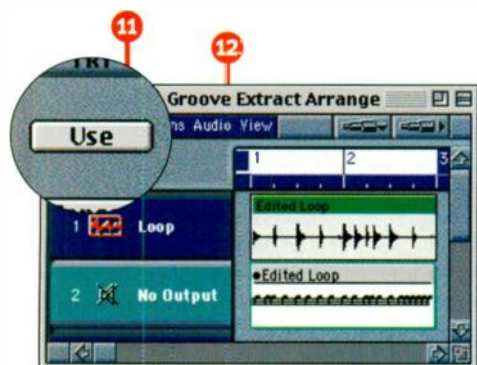 11
12
Groove Extract Arrange
Use
Audio View
1 2 3
Edited Loop
1 Loop
Edited Loop
2 No Output